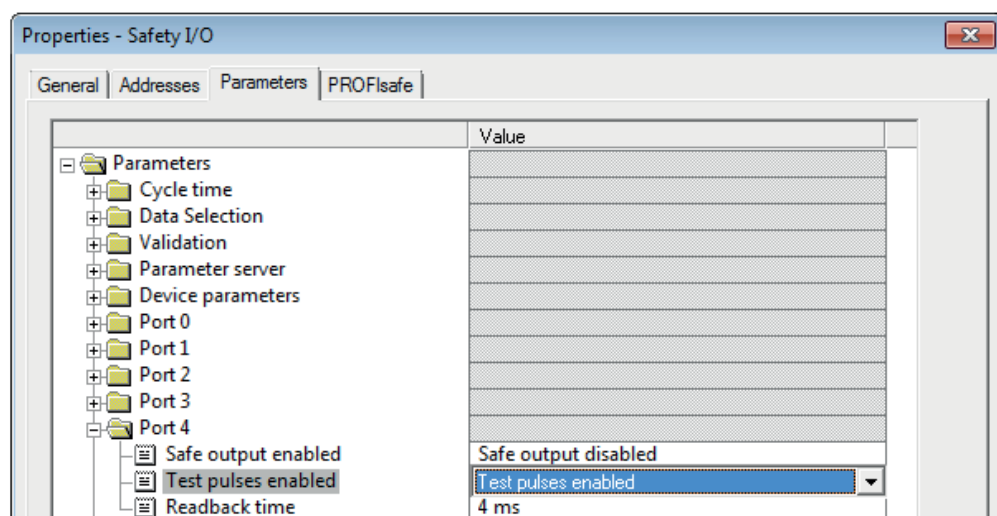 Properties - Safety I/O
General Addresses Parameters PROFIsafe
Value
Parameters
Cycle time
Data Selection
Validation
Parameter server
Device parameters
Port 0
Port 1
Port 2
Port 3
Port 4
Safe output enabled Safe output disabled
Test pulses enabled Test pulses enabled
Readback time 4 ms